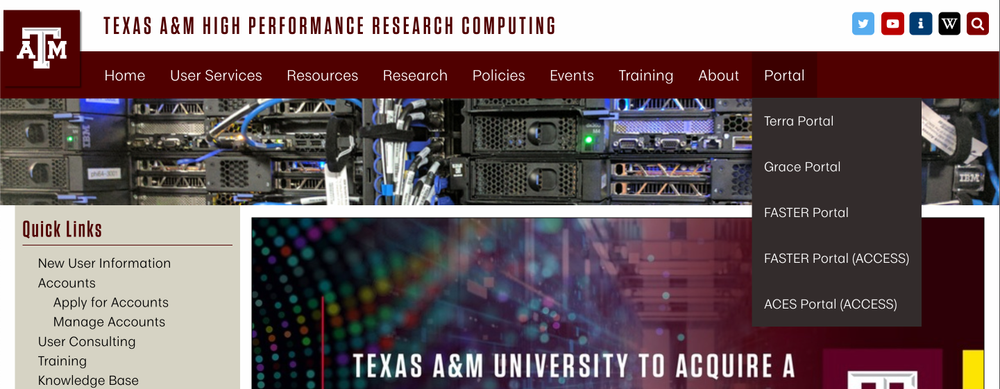 TEXAS A&M HIGH PERFORMANCE RESEARCH COMPUTING
ATM
W
Home User Services Resources Research Policies Events Training About Portal
Terra Portal
Grace Portal
FASTER Portal
FASTER Portal (ACCESS)
ACES Portal (ACCESS)
IBM
IBM
Quick Links
New User Information
Accounts
Apply for Accounts
Manage Accounts
User Consulting
Training
Knowledge Base
TEXAS A&M UNIVERSITY TO ACQUIRE A